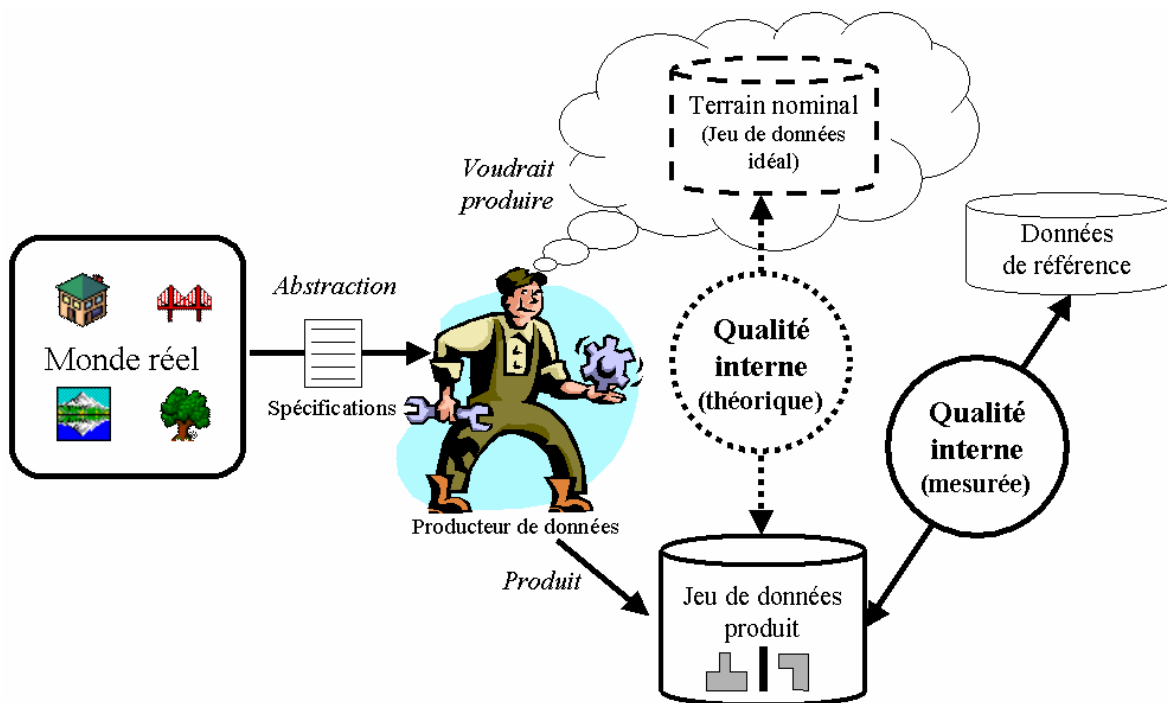 Terrain nominal
(Jeu de données
idéal)
Voudrait
produire
Données
de référence
Monde réel
Abstraction
Spécifications
Producteur de données
Qualité
interne
(théorique)
Qualité
interne
(mesurée)
Produit
Jeu de données
produit